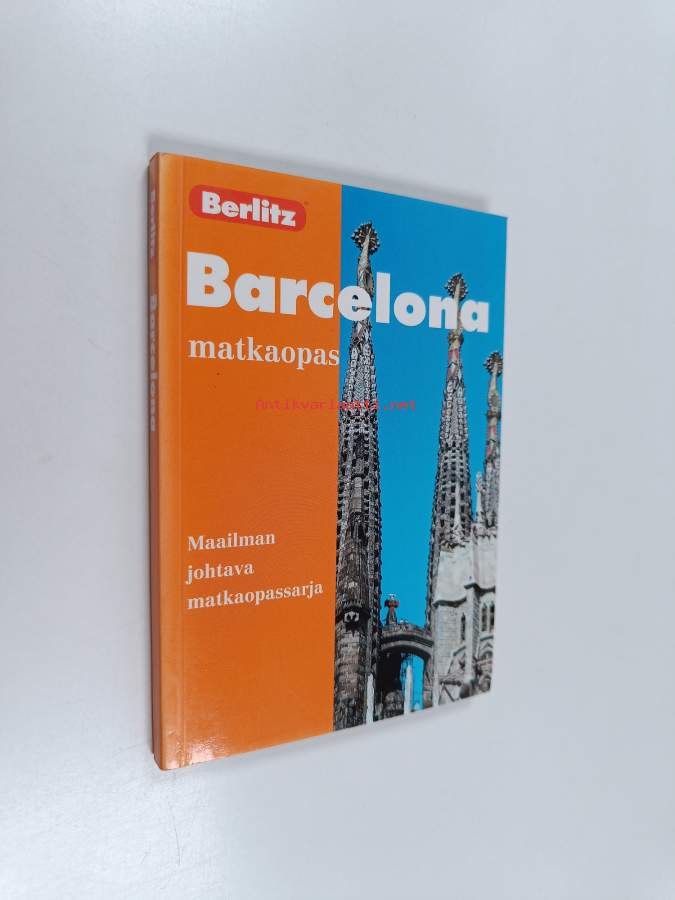 Berlitz
Barcelona
matkaopas
Antikvariaatti.net
Maailman
johtava
matkaopassarja
Berlitz
Barcelona